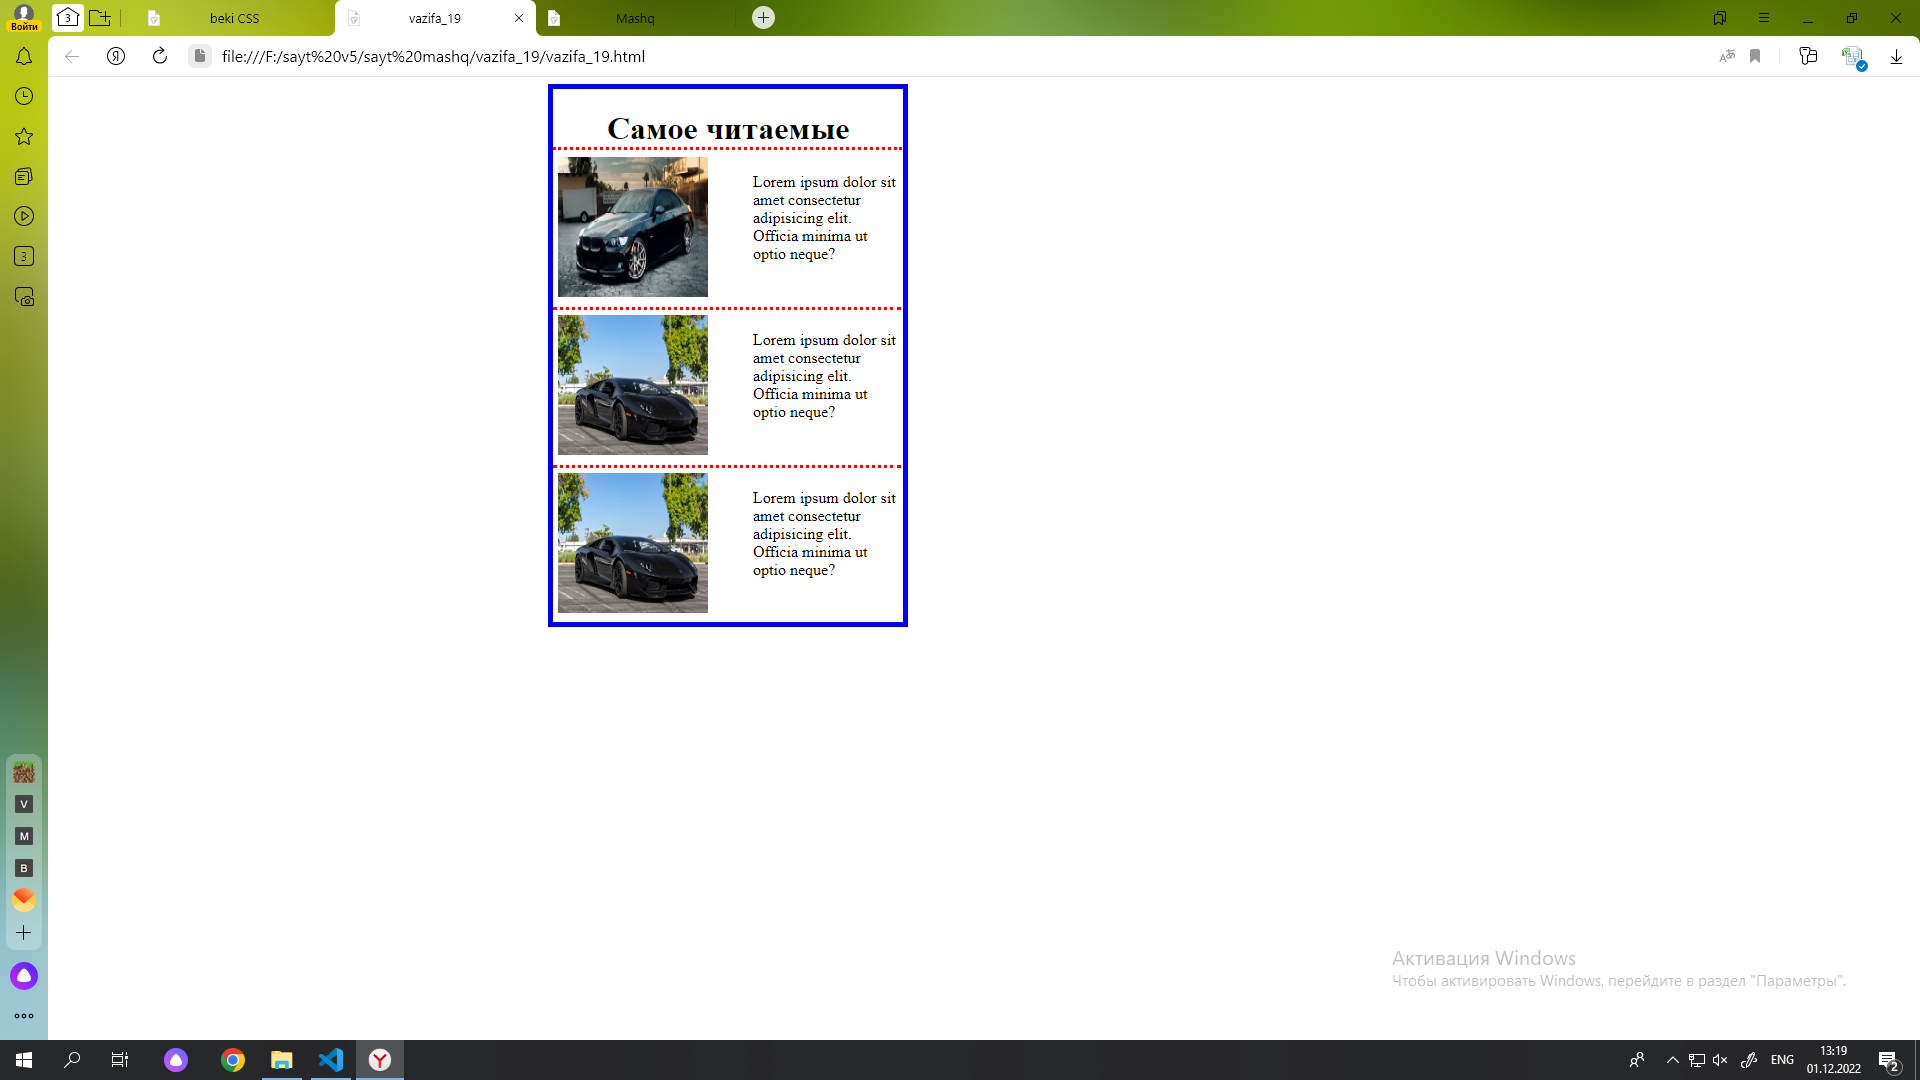 Войти
3
beki CSS
vazifa_19
Mashq
file:///F:/sayt%20v5/sayt%20mashq/vazifa_19/vazifa_19.html
3
Самое читаемые
Lorem ipsum dolor sit
amet consectetur
adipisicing elit.
Officia minima ut
optio neque?
Lorem ipsum dolor sit
amet consectetur
adipisicing elit.
Officia minima ut
optio neque?
Lorem ipsum dolor sit
amet consectetur
adipisicing elit.
Officia minima ut
optio neque?
V
M
B
Активация Windows
Чтобы активировать Windows, перейдите в раздел "Параметры".
ENG
13:19
01.12.2022
2